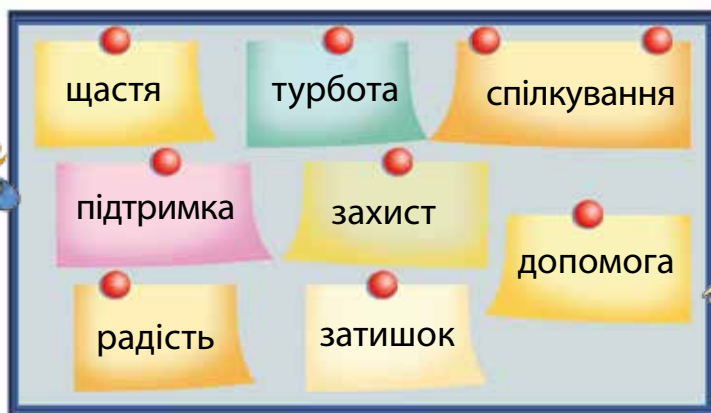 щастя
турбота
спілкування
підтримка
захист
допомога
радість
затишок